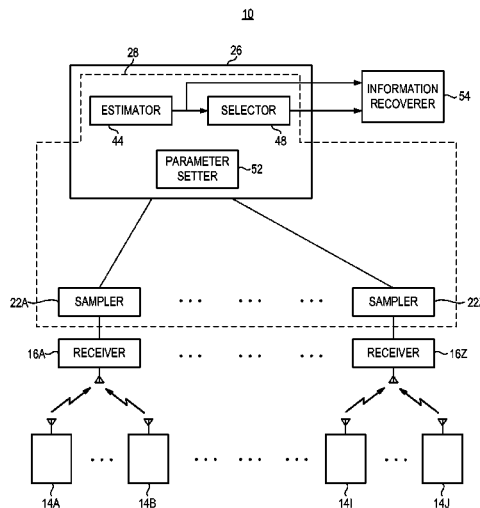 10
28
26
ESTIMATOR
SELECTOR
INFORMATION
RECOVERER
54
44
48
PARAMETER
SETTER
52
22A
SAMPLER
SAMPLER
16A
RECEIVER
RECEIVER
16Z
14A
14B
14I
14J